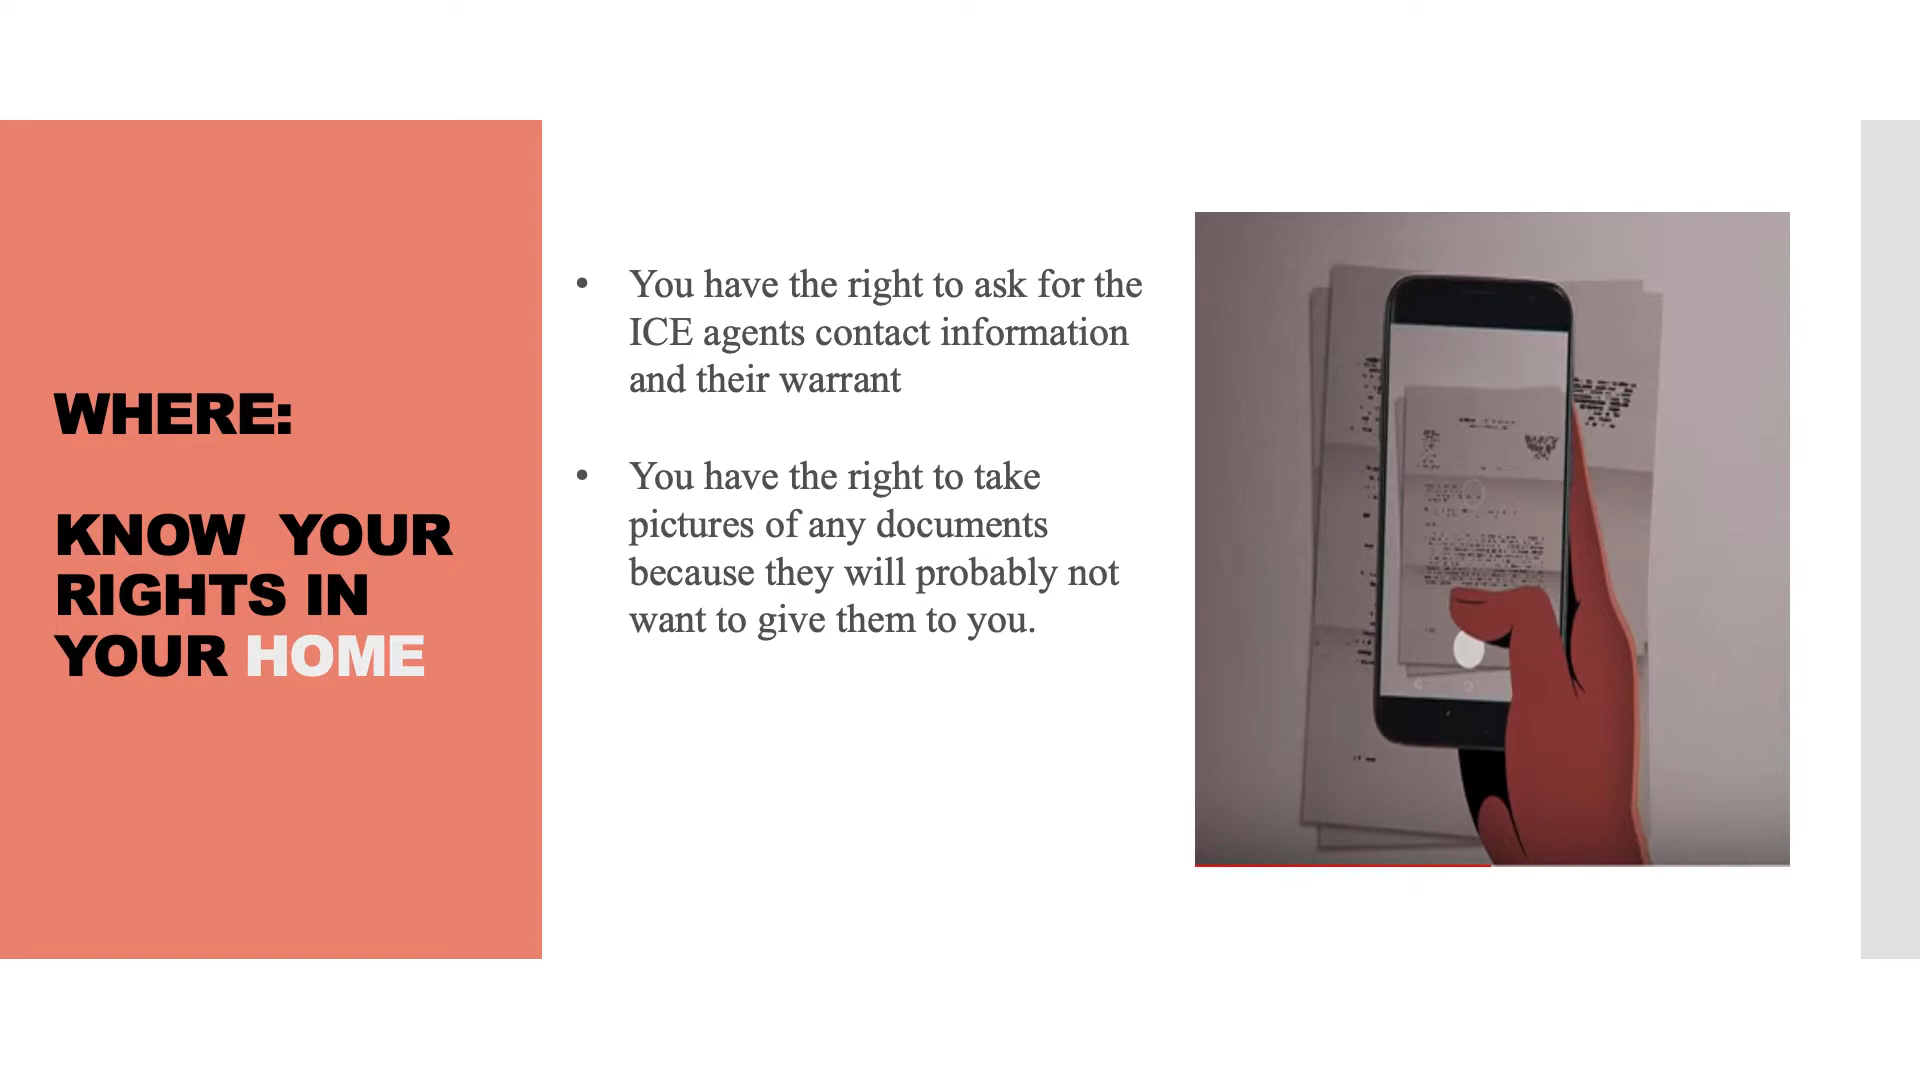 WHERE:
KNOW YOUR
RIGHTS IN
YOUR HOME
• You have the right to ask for the
ICE agents contact information
and their warrant
• You have the right to take
pictures of any documents
because they will probably not
want to give them to you.